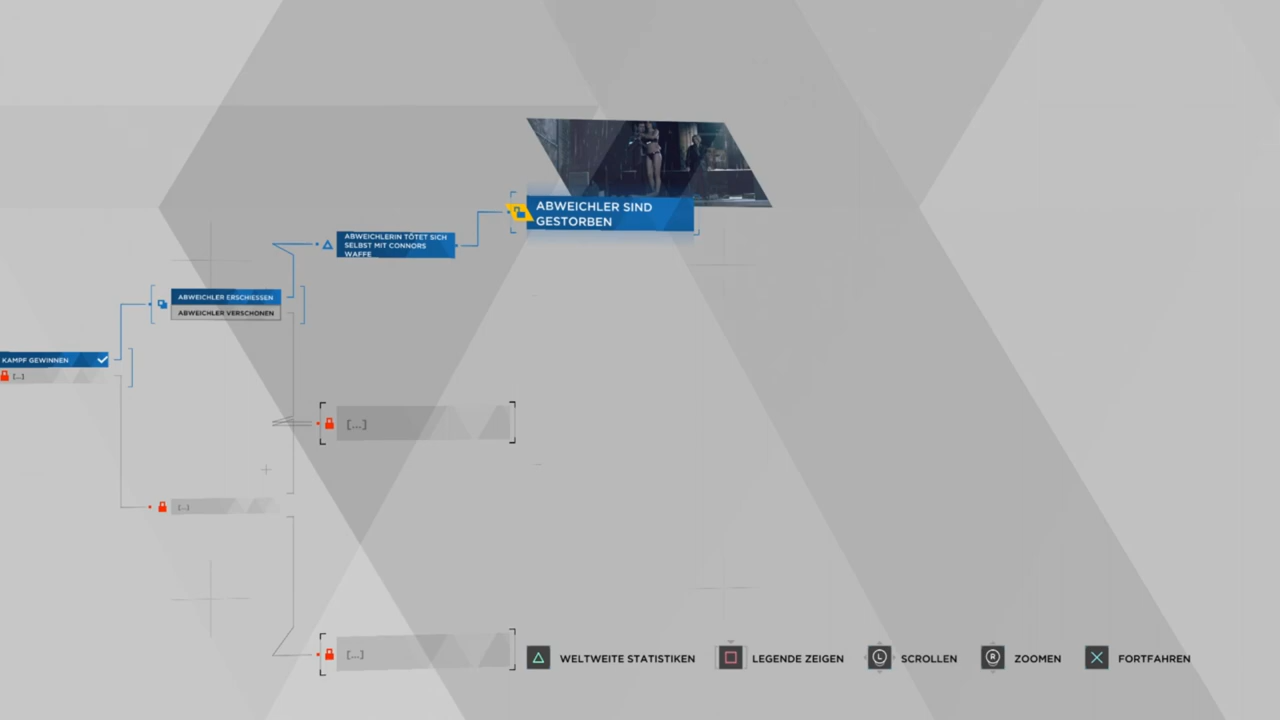 ABWEICHLER SIND
GESTORBEN
ABWEICHLERIN TÖTET SICH
SELBST MIT CONNORS
WAFFE
ABWEICHLER ERSCHIESSEN
ABWEICHLER VERSCHONEN
KAMPF GEWINNEN
[...]
[...]
[...]
[...]
WELTWEITE STATISTIKEN
LEGENDE ZEIGEN
L
SCROLLEN
R
ZOOMEN
FORTFAHREN